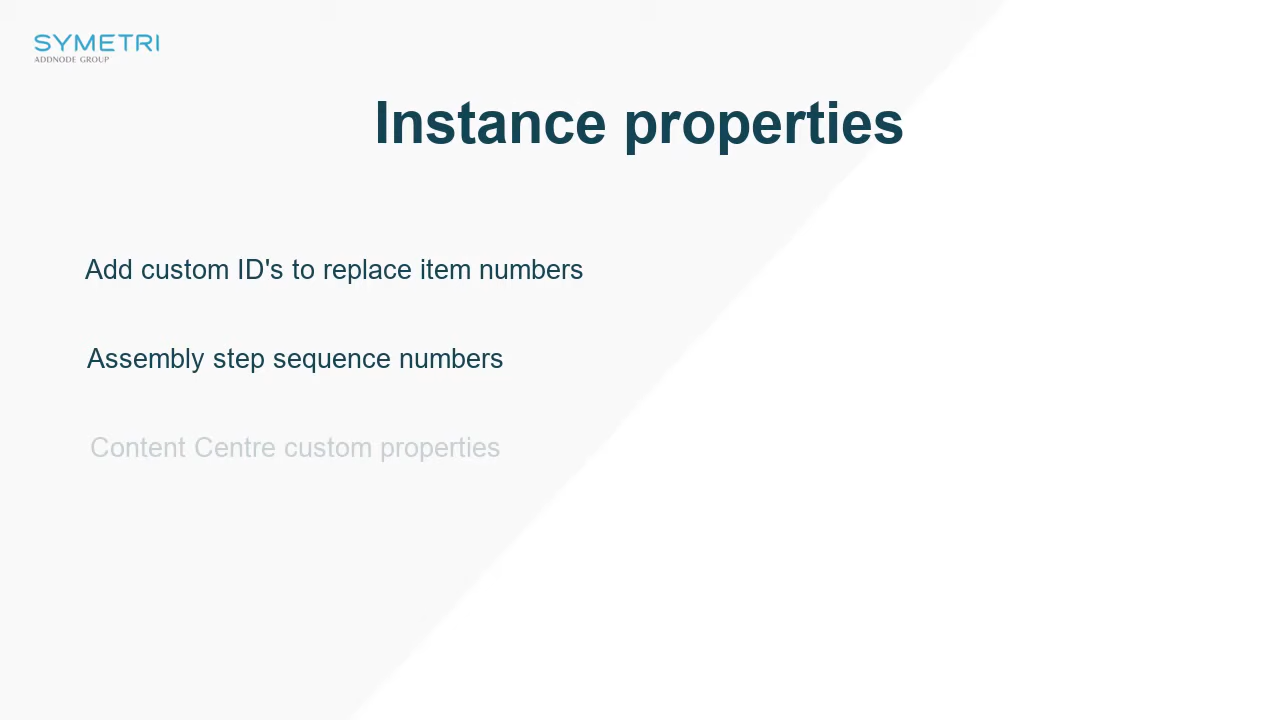 SYMETRI
ADDNODE GROUP
Instance properties
Add custom ID's to replace item numbers
Assembly step sequence numbers
Content Centre custom properties